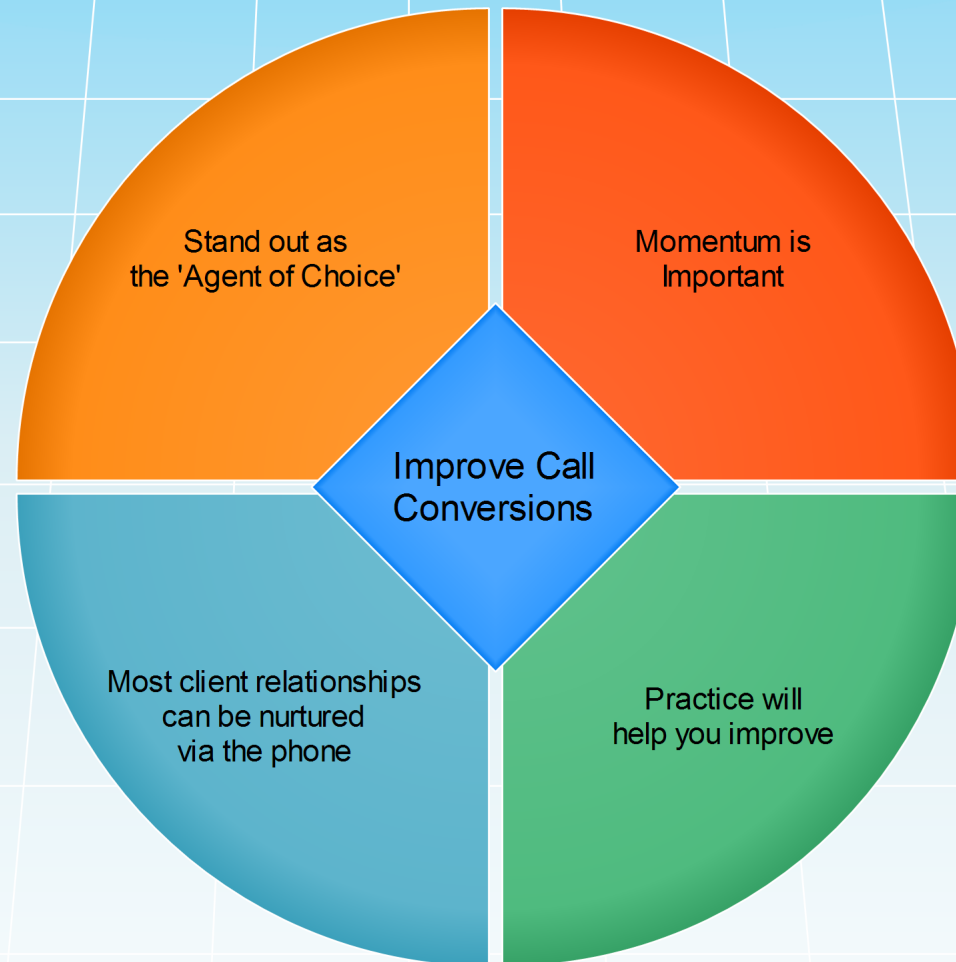 Stand out as
the 'Agent of Choice'
Momentum is
Important
Improve Call
Conversions
Most client relationships
can be nurtured
via the phone
Practice will
help you improve